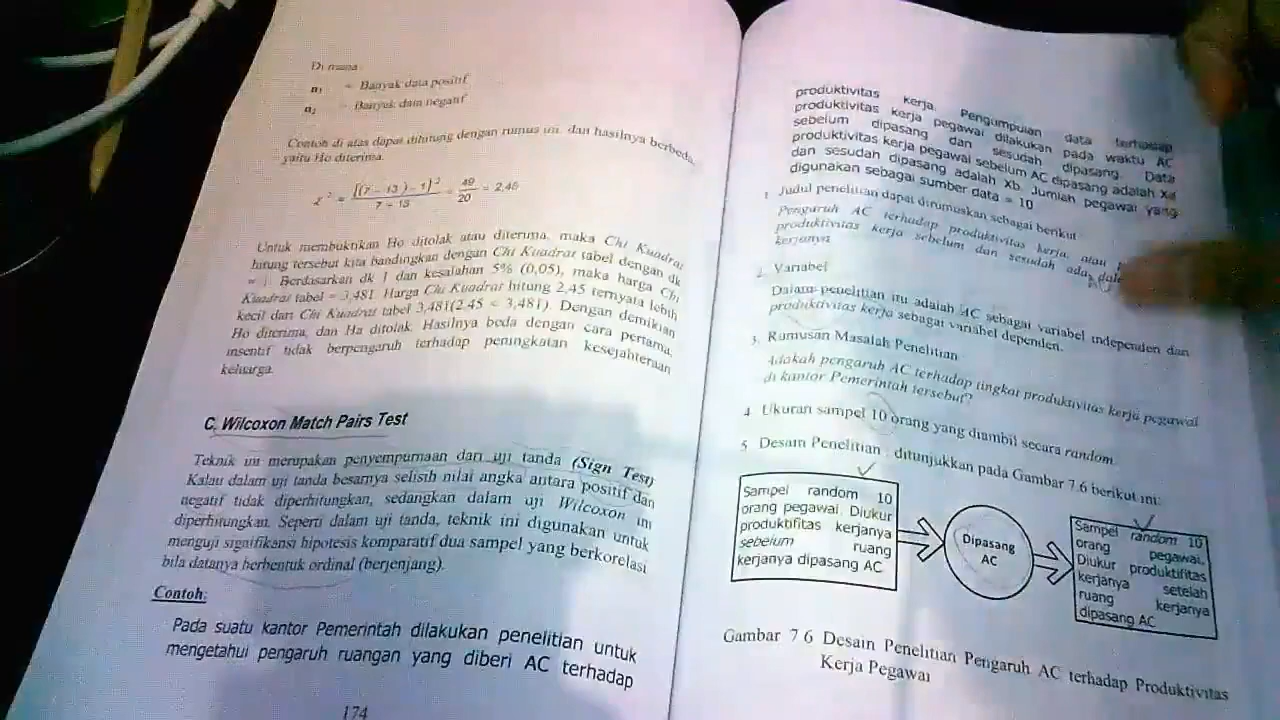 Di mana
n1 = Banyak data positif
n2 = Banyak data negatif
Contoh di atas dapat dihitung dengan rumus ini, dan hasilnya berbeda,
yaitu Ho diterima.
χ² = [(7 - 13) - 1]² / 7 + 13 = 49 / 20 = 2,45
Untuk membuktikan Ho ditolak atau diterima, maka Chi Kuadrat
hitung tersebut kita bandingkan dengan Chi Kuadrat tabel dengan dk
= 1. Berdasarkan dk 1 dan kesalahan 5% (0,05), maka harga Chi
Kuadrat tabel = 3,481. Harga Chi Kuadrat hitung 2,45 ternyata lebih
kecil dari Chi Kuadrat tabel 3,481(2,45 < 3,481). Dengan demikian
Ho diterima, dan Ha ditolak. Hasilnya beda dengan cara pertama,
insentif tidak berpengaruh terhadap peningkatan kesejahteraan
keluarga.
C. Wilcoxon Match Pairs Test
Teknik ini merupakan penyempurnaan dari uji tanda (Sign Test)
Kalau dalam uji tanda besarnya selisih nilai angka antara positif dan
negatif tidak diperhitungkan, sedangkan dalam uji Wilcoxon ini
diperhitungkan. Seperti dalam uji tanda, teknik ini digunakan untuk
menguji signifikansi hipotesis komparatif dua sampel yang berkorelasi
bila datanya berbentuk ordinal (berjenjang).
Contoh:
Pada suatu kantor Pemerintah dilakukan penelitian untuk
mengetahui pengaruh ruangan yang diberi AC terhadap
174
produktivitas kerja. Pengumpulan data terhadap
produktivitas kerja pegawai dilakukan pada waktu AC
sebelum dipasang dan sesudah dipasang. Data
produktivitas kerja pegawai sebelum AC dipasang adalah Xa
dan sesudah dipasang adalah Xb. Jumlah pegawai yang
digunakan sebagai sumber data = 10
1. Judul penelitian dapat dirumuskan sebagai berikut
Pengaruh AC terhadap produktivitas kerja, atau
produktivitas kerja sebelum dan sesudah ada
kerjanya
2. Variabel
Dalam penelitian itu adalah AC sebagai variabel independen dan
produktivitas kerja sebagai variabel dependen.
3. Rumusan Masalah Penelitian
Adakah pengaruh AC terhadap tingkat produktivitas kerja pegawai
di kantor Pemerintah tersebut?
4. Ukuran sampel 10 orang yang diambil secara random
5. Desain Penelitian : ditunjukkan pada Gambar 7.6 berikut ini:
Sampel random 10
orang pegawai. Diukur
produktifitas kerjanya
sebelum ruang
kerjanya dipasang AC
Dipasang
AC
Sampel random 10
orang pegawai.
Diukur produktifitas
kerjanya setelah
ruang kerjanya
dipasang AC
Gambar 7 6 Desain Penelitian Pengaruh AC terhadap Produktivitas
Kerja Pegawai